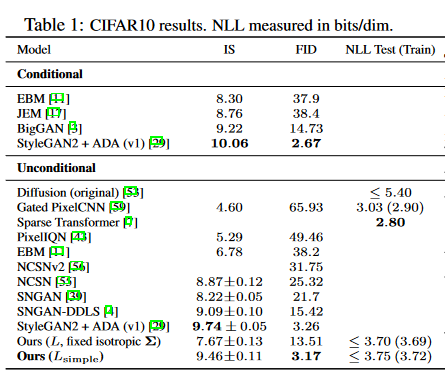 Table 1: CIFAR10 results. NLL measured in bits/dim.
Model IS FID NLL Test (Train)
Conditional
EBM [11] 8.30 37.9
JEM [17] 8.76 38.4
BigGAN [3] 9.22 14.73
StyleGAN2 + ADA (v1) [29] 10.06 2.67
Unconditional
Diffusion (original) [53] ≤ 5.40
Gated PixelCNN [59] 4.60 65.93 3.03 (2.90)
Sparse Transformer [7] 2.80
PixelIQN [43] 5.29 49.46
EBM [11] 6.78 38.2
NCSNv2 [56] 31.75
NCSN [55] 8.87±0.12 25.32
SNGAN [39] 8.22±0.05 21.7
SNGAN-DDLS [4] 9.09±0.10 15.42
StyleGAN2 + ADA (v1) [29] 9.74 ± 0.05 3.26
Ours (L, fixed isotropic Σ) 7.67±0.13 13.51 ≤ 3.70 (3.69)
Ours (Lsimple) 9.46±0.11 3.17 ≤ 3.75 (3.72)